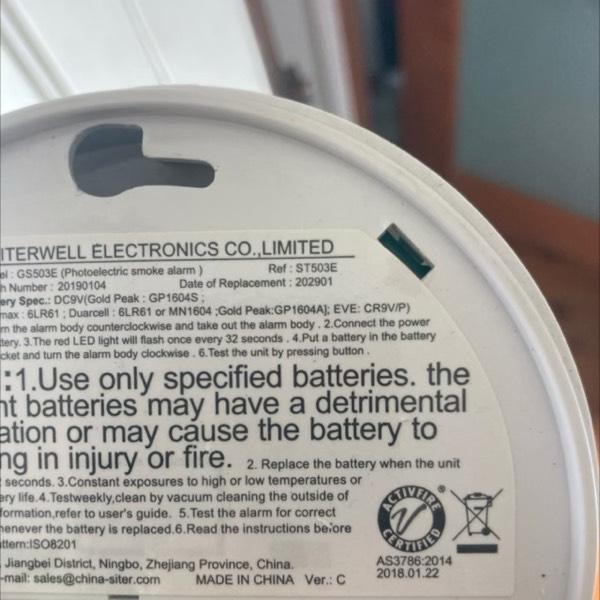 ITERWELL ELECTRONICS CO.,LIMITED
el : GS503E (Photoelectric smoke alarm ) Ref : ST503E
h Number : 20190104 Date of Replacement : 202901
ery Spec.: DC9V(Gold Peak : GP1604S ;
max : 6LR61 ; Duarcell : 6LR61 or MN1604 ;Gold Peak:GP1604A]; EVE: CR9V/P)
rn the alarm body counterclockwise and take out the alarm body . 2.Connect the power
ttery. 3.The red LED light will flash once every 32 seconds . 4.Put a battery in the battery
cket and turn the alarm body clockwise . 6.Test the unit by pressing button .
:1.Use only specified batteries. the
nt batteries may have a detrimental
ation or may cause the battery to
ng in injury or fire. 2. Replace the battery when the unit
seconds. 3.Constant exposures to high or low temperatures or
ery life.4.Testweekly,clean by vacuum cleaning the outside of
formation,refer to user's guide. 5.Test the alarm for correct
henever the battery is replaced.6.Read the instructions before
ttern:ISO8201
ACTIVFIRE ®
CERTIFIED
AS3786:2014
2018.01.22
Jiangbei District, Ningbo, Zhejiang Province, China.
-mail: sales@china-siter.com MADE IN CHINA Ver.: C